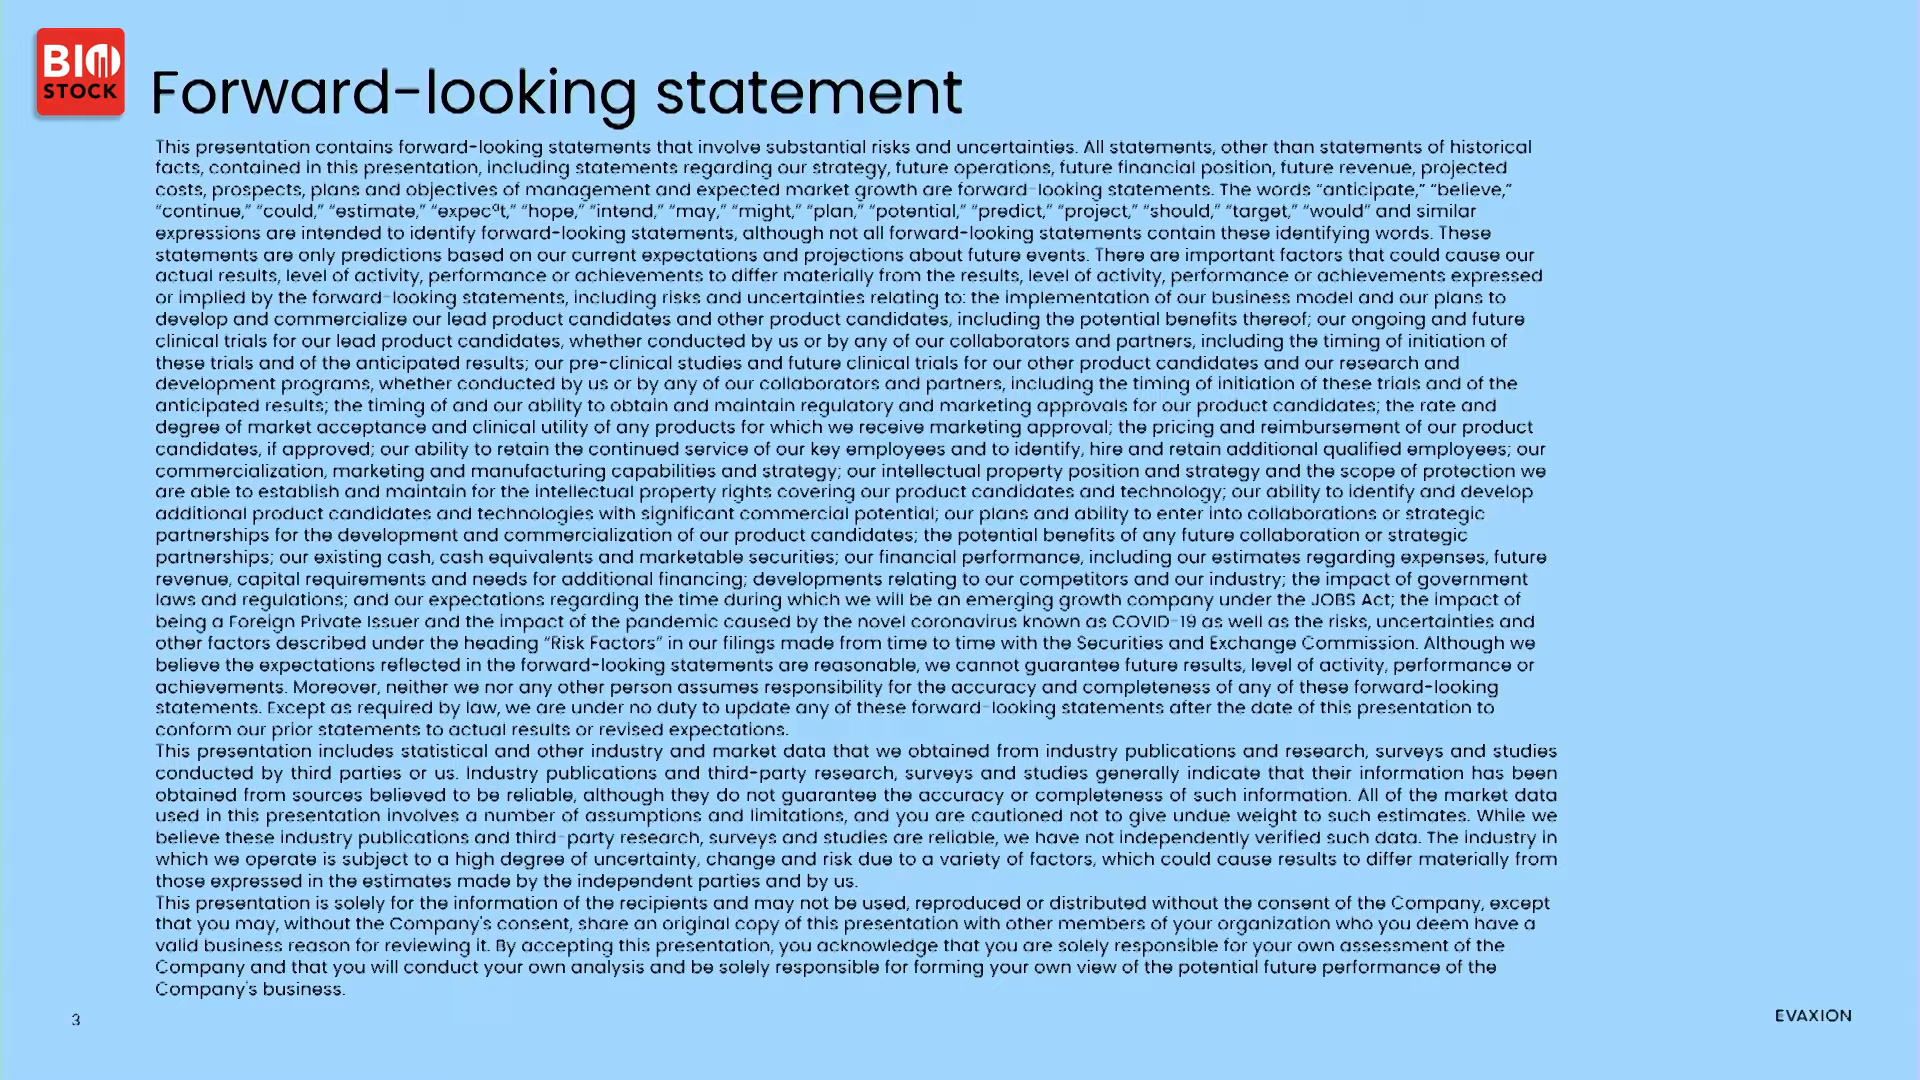 BIO
STOCK
Forward-looking statement
This presentation contains forward-looking statements that involve substantial risks and uncertainties. All statements, other than statements of historical
facts, contained in this presentation, including statements regarding our strategy, future operations, future financial position, future revenue, projected
costs, prospects, plans and objectives of management and expected market growth are forward-looking statements. The words “anticipate,” “believe,”
“continue,” “could,” “estimate,” “expecᵈt,” “hope,” “intend,” “may,” “might,” “plan,” “potential,” “predict,” “project,” “should,” “target,” “would” and similar
expressions are intended to identify forward-looking statements, although not all forward-looking statements contain these identifying words. These
statements are only predictions based on our current expectations and projections about future events. There are important factors that could cause our
actual results, level of activity, performance or achievements to differ materially from the results, level of activity, performance or achievements expressed
or implied by the forward-looking statements, including risks and uncertainties relating to: the implementation of our business model and our plans to
develop and commercialize our lead product candidates and other product candidates, including the potential benefits thereof; our ongoing and future
clinical trials for our lead product candidates, whether conducted by us or by any of our collaborators and partners, including the timing of initiation of
these trials and of the anticipated results; our pre-clinical studies and future clinical trials for our other product candidates and our research and
development programs, whether conducted by us or by any of our collaborators and partners, including the timing of initiation of these trials and of the
anticipated results; the timing of and our ability to obtain and maintain regulatory and marketing approvals for our product candidates; the rate and
degree of market acceptance and clinical utility of any products for which we receive marketing approval; the pricing and reimbursement of our product
candidates, if approved; our ability to retain the continued service of our key employees and to identify, hire and retain additional qualified employees; our
commercialization, marketing and manufacturing capabilities and strategy; our intellectual property position and strategy and the scope of protection we
are able to establish and maintain for the intellectual property rights covering our product candidates and technology; our ability to identify and develop
additional product candidates and technologies with significant commercial potential; our plans and ability to enter into collaborations or strategic
partnerships for the development and commercialization of our product candidates; the potential benefits of any future collaboration or strategic
partnerships; our existing cash, cash equivalents and marketable securities; our financial performance, including our estimates regarding expenses, future
revenue, capital requirements and needs for additional financing; developments relating to our competitors and our industry; the impact of government
laws and regulations; and our expectations regarding the time during which we will be an emerging growth company under the JOBS Act; the impact of
being a Foreign Private Issuer and the impact of the pandemic caused by the novel coronavirus known as COVID-19 as well as the risks, uncertainties and
other factors described under the heading “Risk Factors” in our filings made from time to time with the Securities and Exchange Commission. Although we
believe the expectations reflected in the forward-looking statements are reasonable, we cannot guarantee future results, level of activity, performance or
achievements. Moreover, neither we nor any other person assumes responsibility for the accuracy and completeness of any of these forward-looking
statements. Except as required by law, we are under no duty to update any of these forward-looking statements after the date of this presentation to
conform our prior statements to actual results or revised expectations.
This presentation includes statistical and other industry and market data that we obtained from industry publications and research, surveys and studies
conducted by third parties or us. Industry publications and third-party research, surveys and studies generally indicate that their information has been
obtained from sources believed to be reliable, although they do not guarantee the accuracy or completeness of such information. All of the market data
used in this presentation involves a number of assumptions and limitations, and you are cautioned not to give undue weight to such estimates. While we
believe these industry publications and third-party research, surveys and studies are reliable, we have not independently verified such data. The industry in
which we operate is subject to a high degree of uncertainty, change and risk due to a variety of factors, which could cause results to differ materially from
those expressed in the estimates made by the independent parties and by us.
This presentation is solely for the information of the recipients and may not be used, reproduced or distributed without the consent of the Company, except
that you may, without the Company's consent, share an original copy of this presentation with other members of your organization who you deem have a
valid business reason for reviewing it. By accepting this presentation, you acknowledge that you are solely responsible for your own assessment of the
Company and that you will conduct your own analysis and be solely responsible for forming your own view of the potential future performance of the
Company's business.
3
EVAXION